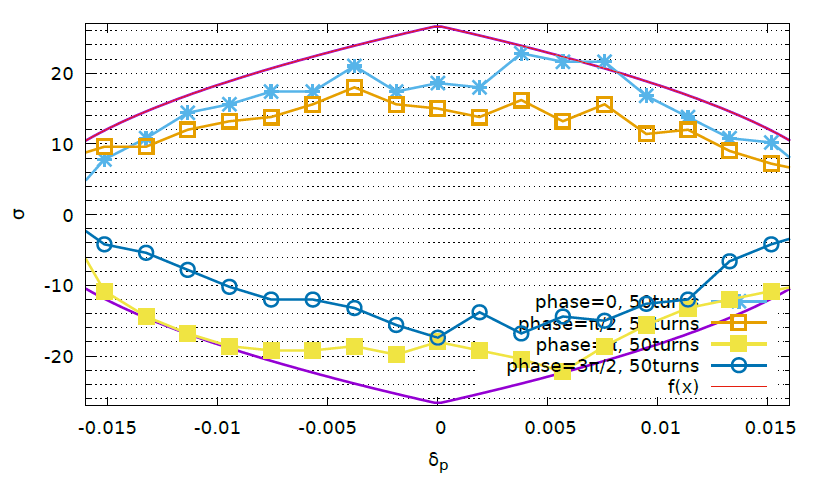 20
10
0
-10
-20
σ
phase=0, 50turns
phase=π/2, 50turns
phase=π, 50turns
phase=3π/2, 50turns
f(x)
-0.015 -0.01 -0.005 0 0.005 0.01 0.015
δp